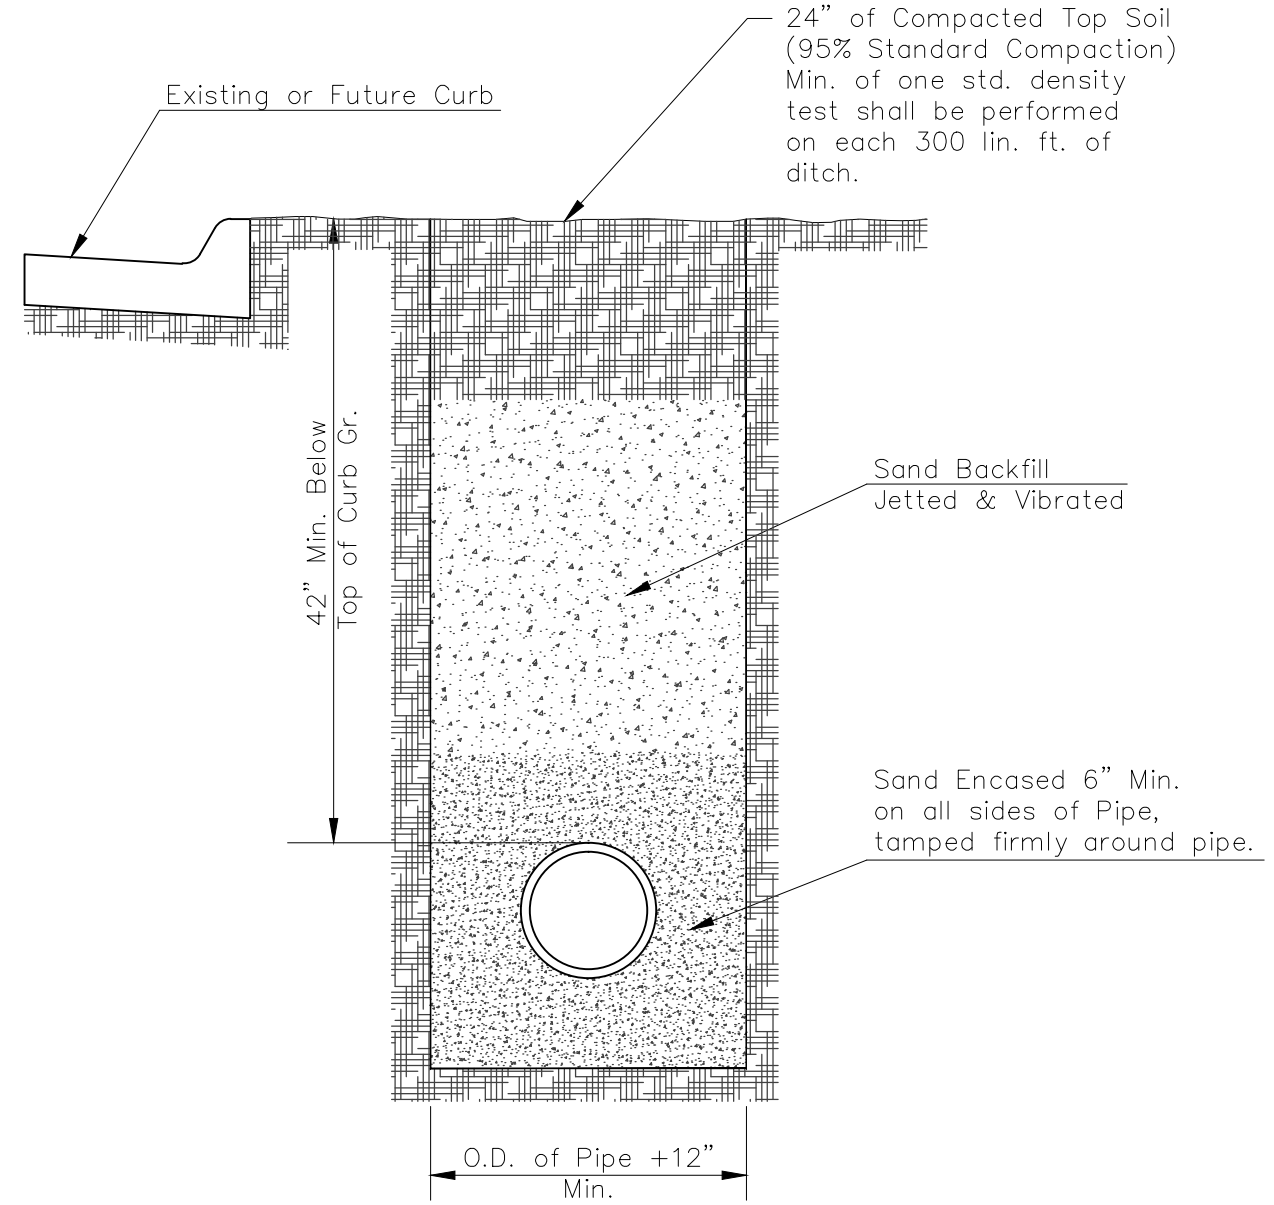 24” of Compacted Top Soil
(95% Standard Compaction)
Min. of one std. density
test shall be performed
on each 300 lin. ft. of
ditch.
Existing or Future Curb
42” Min. Below
Top of Curb Gr.
Sand Backfill
Jetted & Vibrated
Sand Encased 6” Min.
on all sides of Pipe,
tamped firmly around pipe.
O.D. of Pipe +12”
Min.